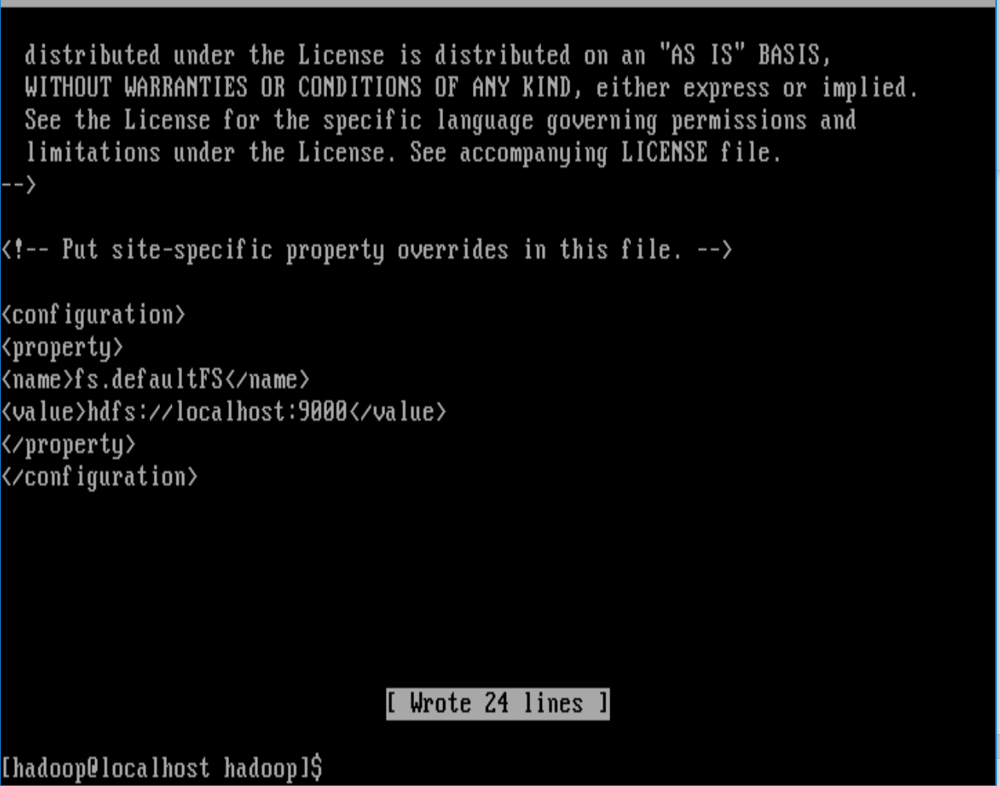 distributed under the License is distributed on an "AS IS" BASIS,
WITHOUT WARRANTIES OR CONDITIONS OF ANY KIND, either express or implied.
See the License for the specific language governing permissions and
limitations under the License. See accompanying LICENSE file.
-->
<!-- Put site-specific property overrides in this file. -->
<configuration>
<property>
<name>fs.defaultFS</name>
<value>hdfs://localhost:9000</value>
</property>
</configuration>
[ Wrote 24 lines ]
[hadoop@localhost hadoop]$